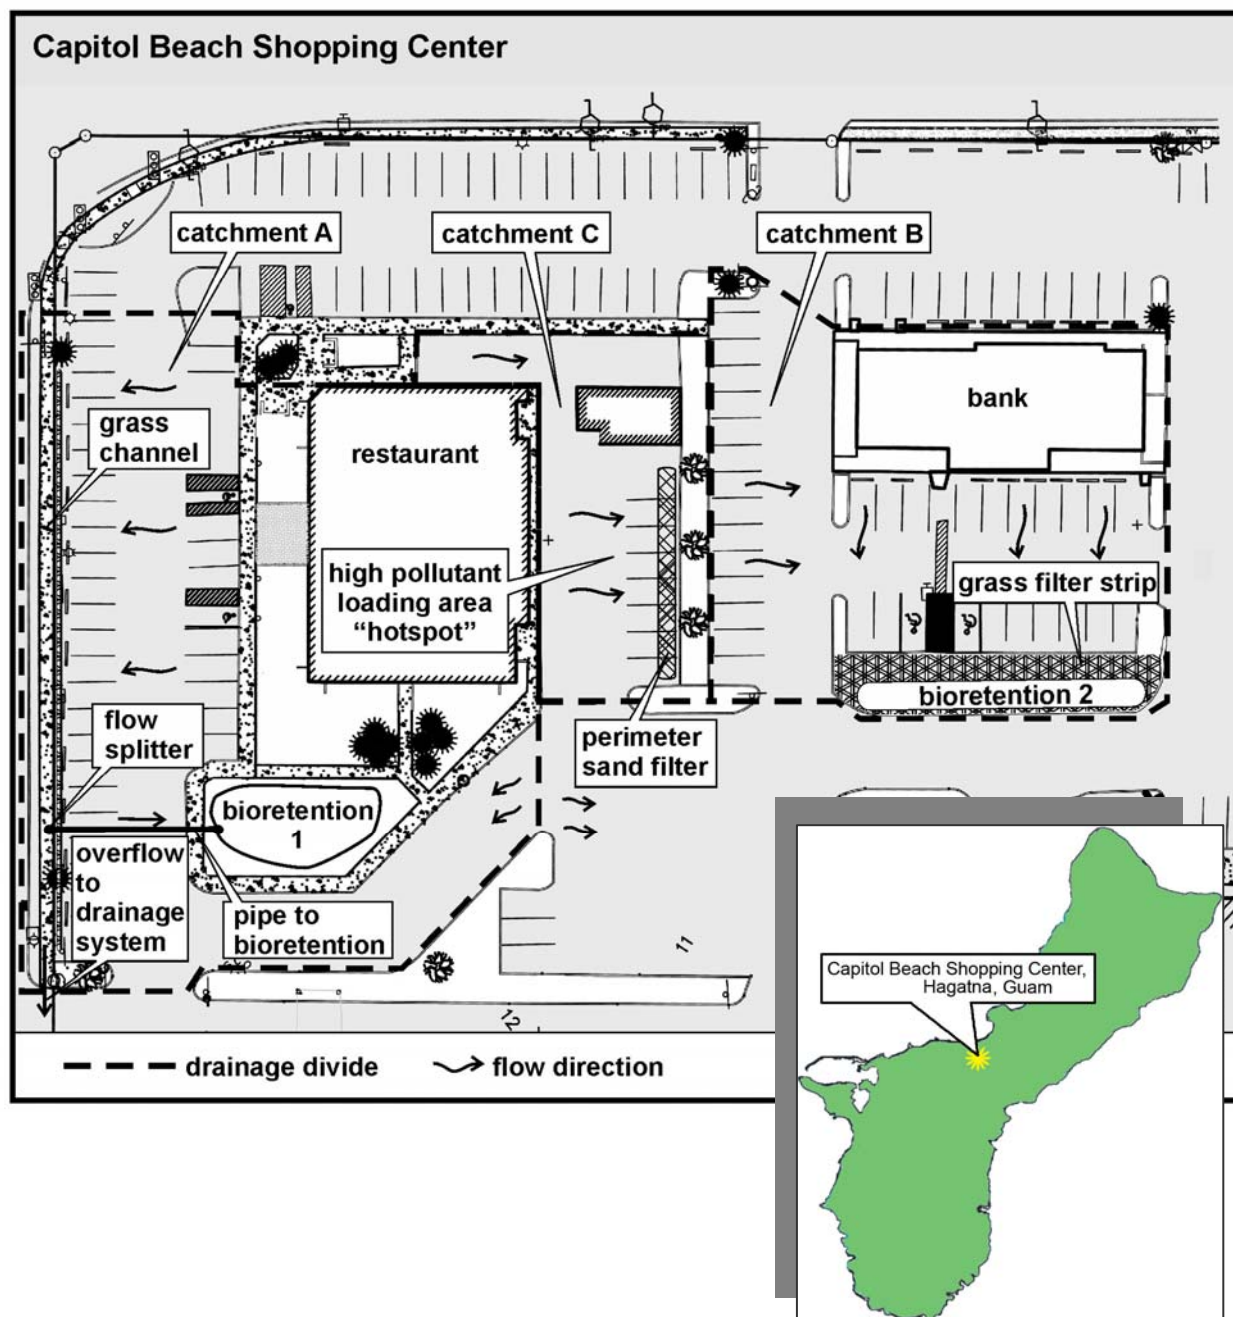 Capitol Beach Shopping Center
catchment A
catchment C
catchment B
grass
channel
restaurant
bank
high pollutant
loading area
“hotspot”
grass filter strip
flow
splitter
bioretention 2
perimeter
sand filter
bioretention
1
overflow
to
drainage
system
pipe to
bioretention
11
12
Capitol Beach Shopping Center,
Hagatna, Guam
drainage divide
flow direction